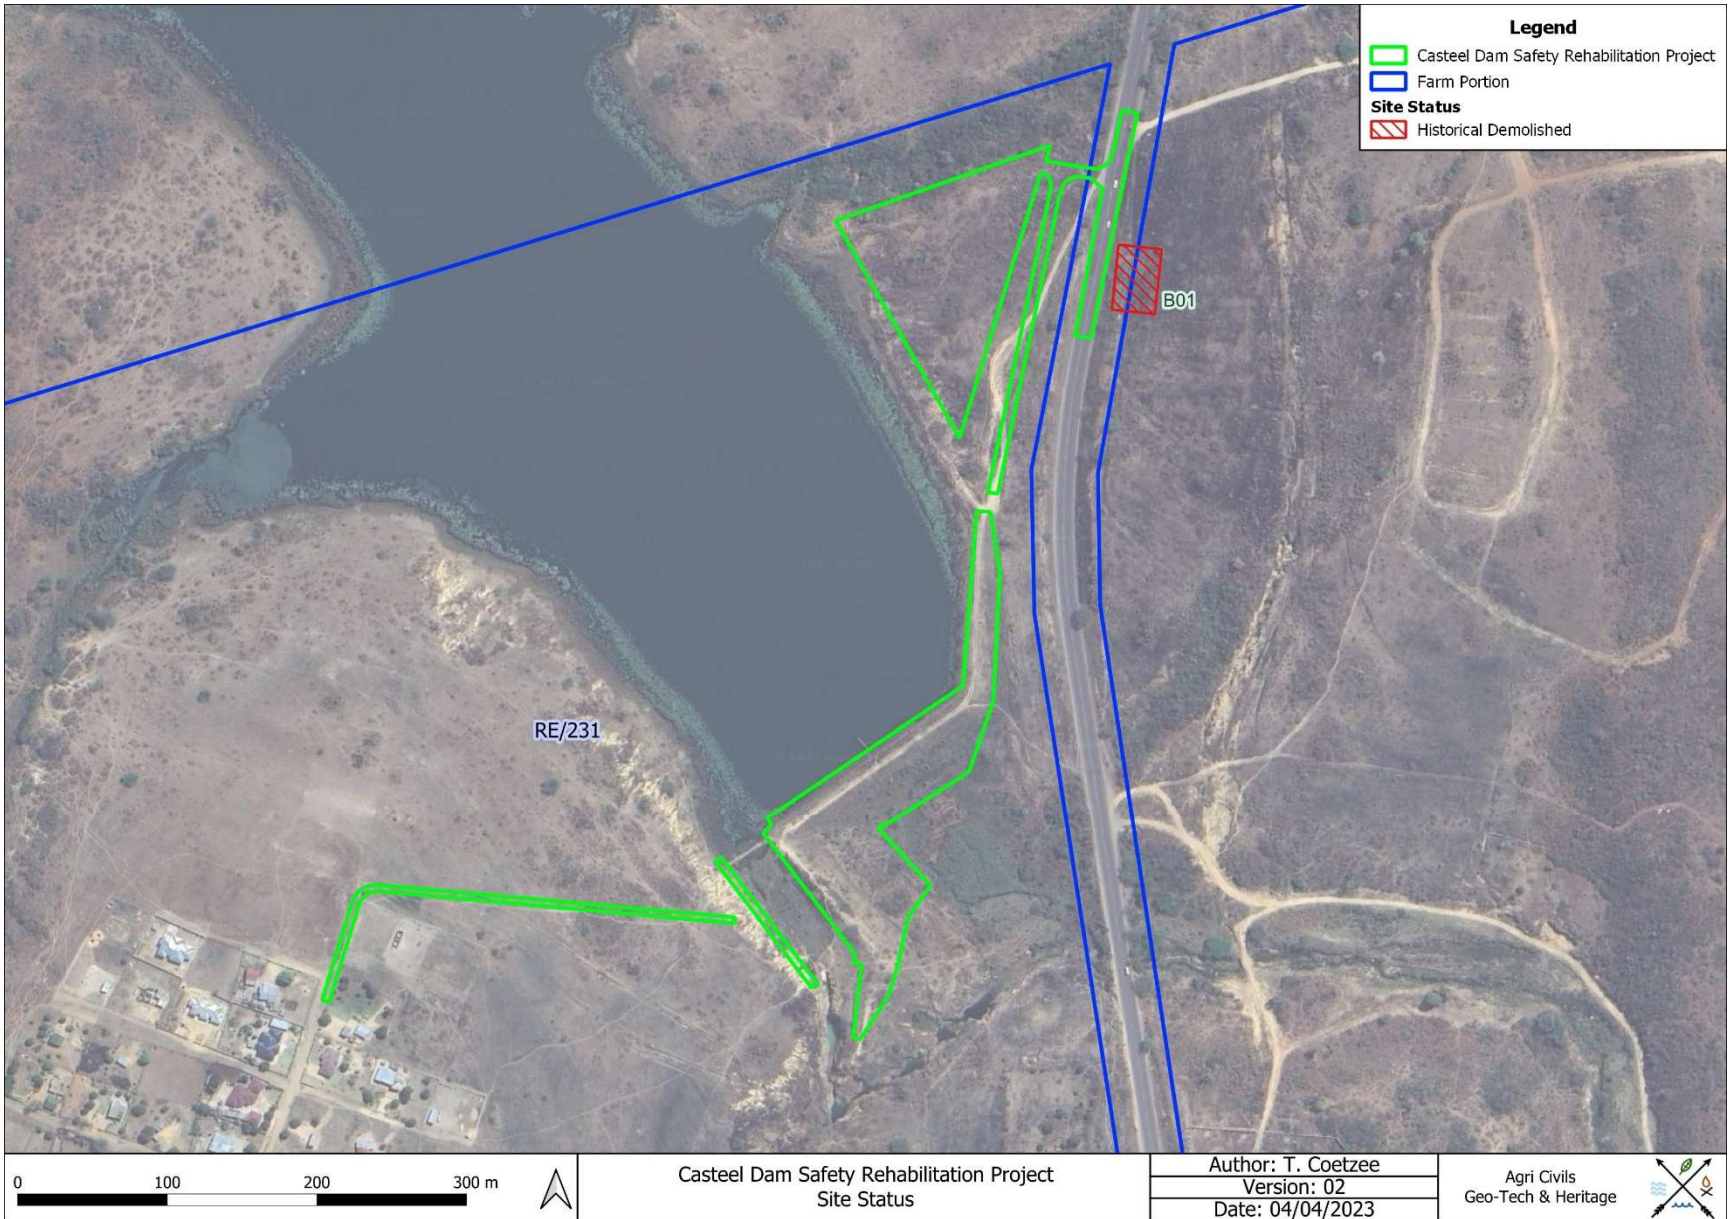 Legend
Casteel Dam Safety Rehabilitation Project
Farm Portion
Site Status
Historical Demolished
B01
RE/231
0 100 200 300 m
Casteel Dam Safety Rehabilitation Project
Site Status
Author: T. Coetzee
Version: 02
Date: 04/04/2023
Agri Civils
Geo-Tech & Heritage